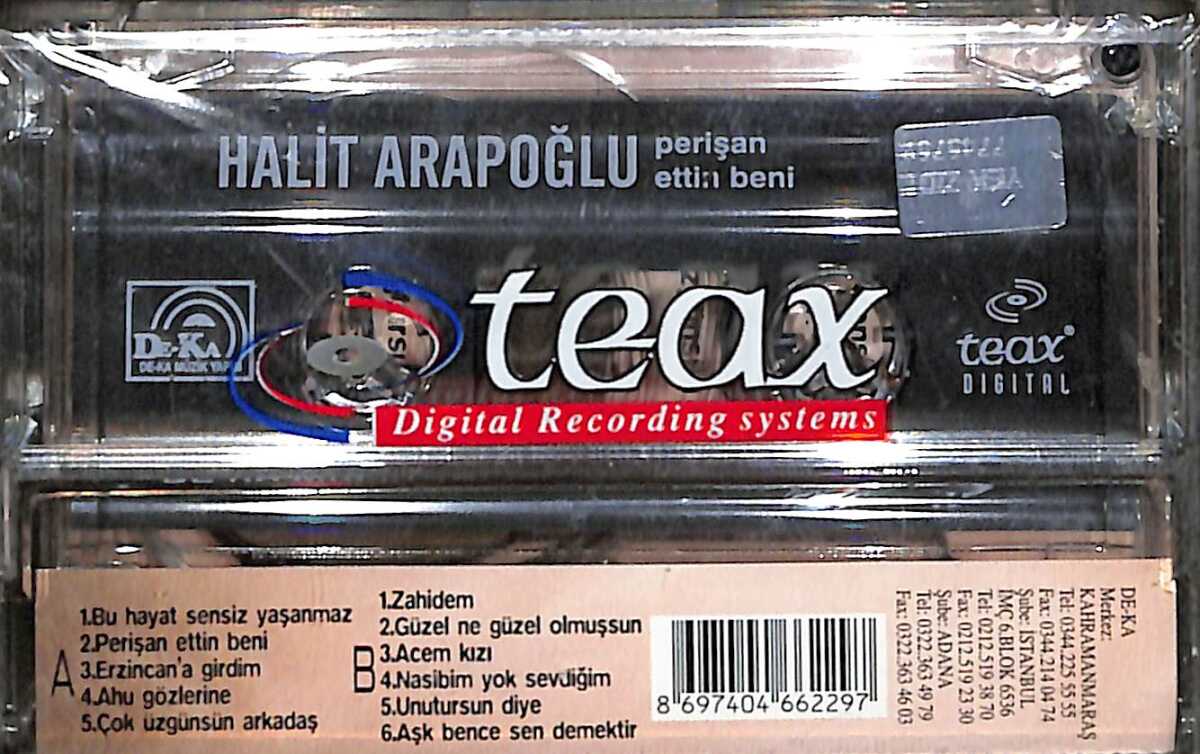 HALİT ARAPOĞLU
perişan
ettin beni
DE-KA
DE-KA MÜZİK YAPIM
teax
Digital Recording systems
teax®
DIGITAL
A
1.Bu hayat sensiz yaşanmaz
2.Perişan ettin beni
3.Erzincan'a girdim
4.Ahu gözlerine
5.Çok üzgünsün arkadaş
B
1.Zahidem
2.Güzel ne güzel olmuşsun
3.Acem kızı
4.Nasibim yok sevdiğim
5.Unutursun diye
6.Aşk bence sen demektir
8 697404 662297
DE-KA
Merkez:
KAHRAMANMARAŞ
Tel: 0344.225 55 55
Fax: 0344.214 04 74
Şube: İSTANBUL
İMÇ 6.BLOK 6536
Tel: 0212.519 38 70
Fax: 0212.519 23 30
Şube: ADANA
Tel: 0322.363 49 79
Fax: 0322.363 46 03